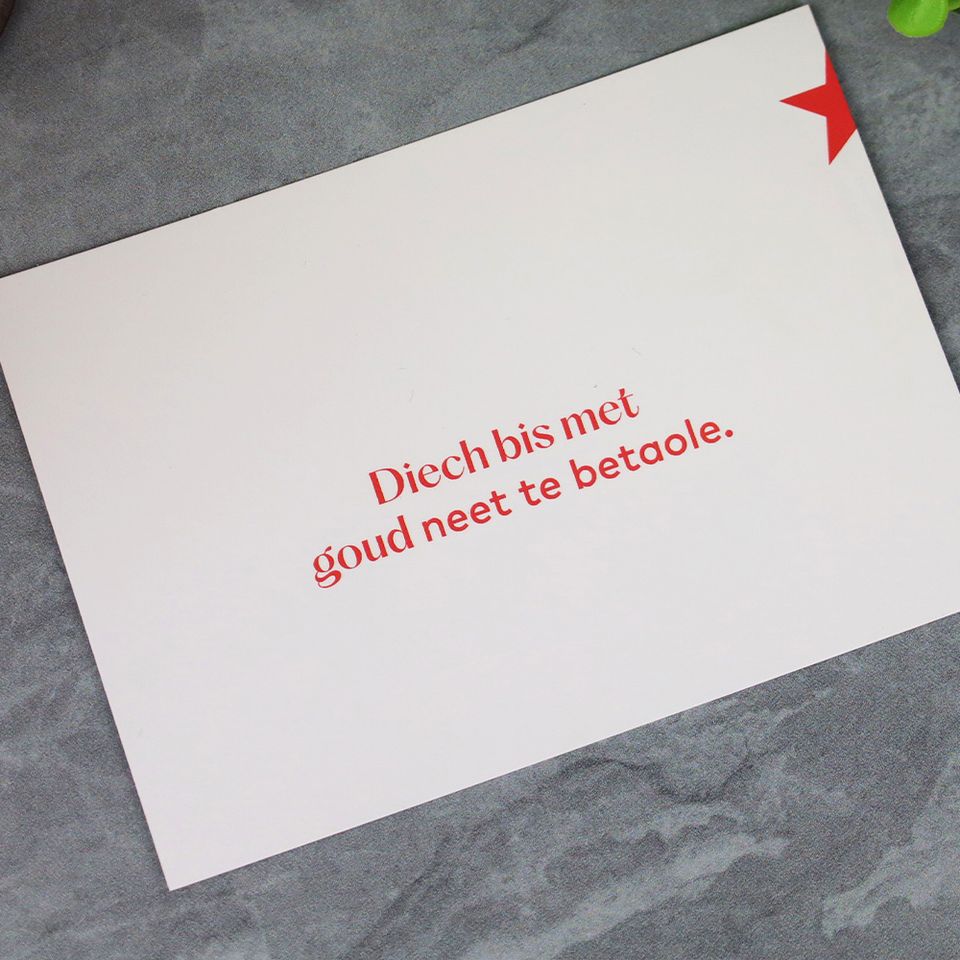 Diech bis met
goud neet te betaole.